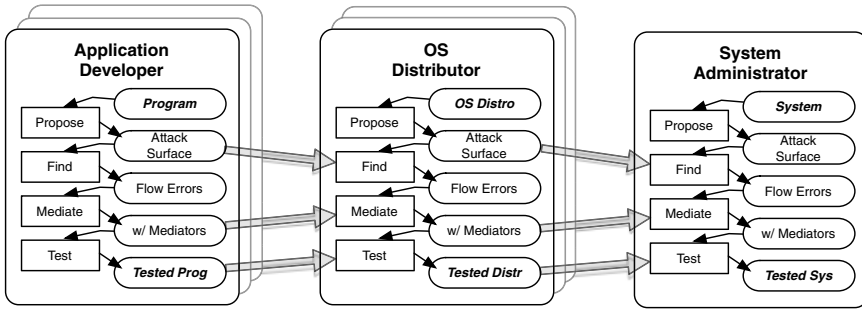 Application
Developer
Program
Propose
Attack
Surface
Find
Flow Errors
Mediate
w/ Mediators
Test
Tested Prog
OS
Distributor
OS Distro
Propose
Attack
Surface
Find
Flow Errors
Mediate
w/ Mediators
Test
Tested Distr
System
Administrator
System
Propose
Attack
Surface
Find
Flow Errors
Mediate
w/ Mediators
Test
Tested Sys